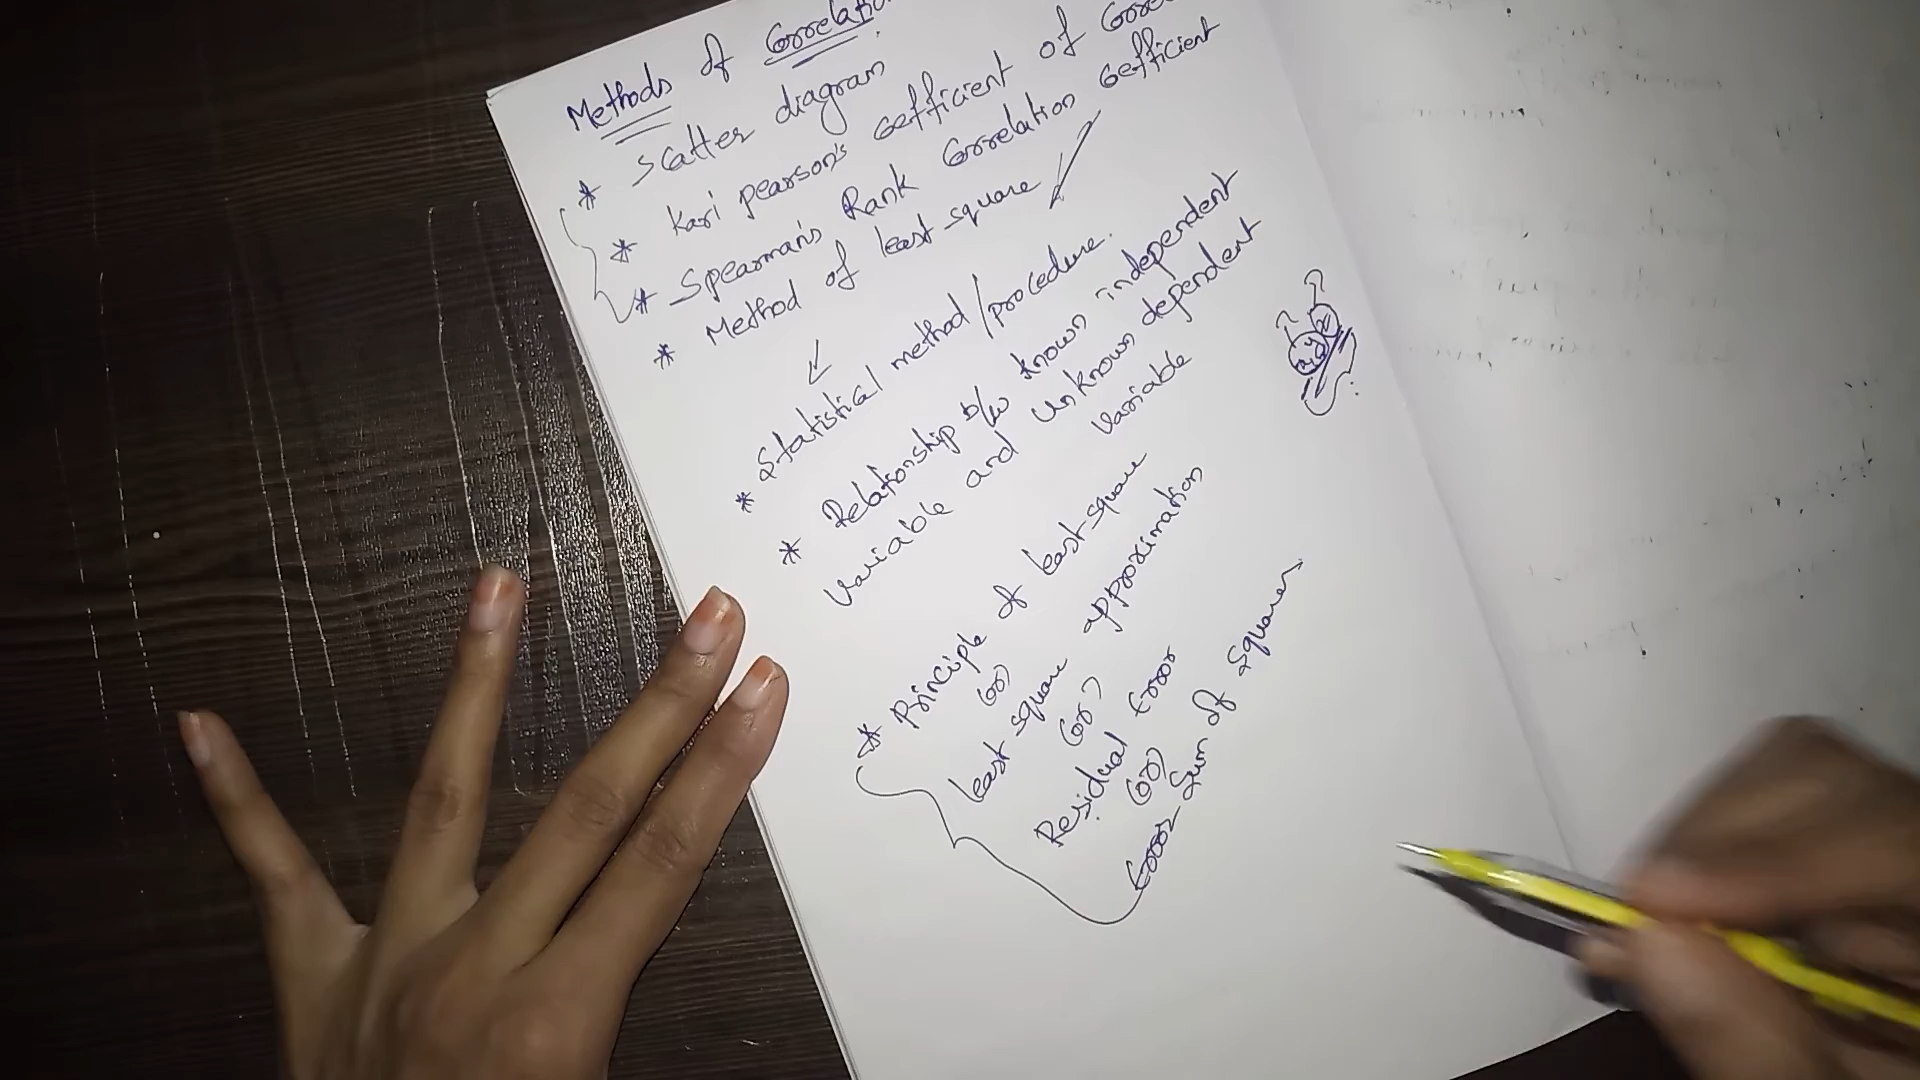 Methods of Correlatio
* Scatter diagram
* Karl pearson's Coefficient of Corre
* Spearman's Rank Correlation Coefficient
* Method of least square
* Statistical method/procedure.
* Relationship b/w known independent
variable and unknown dependent
variable
* Principle of least square
(or)
least square approximation
(or)
Residual Error
(or)
Error Sum of Squares